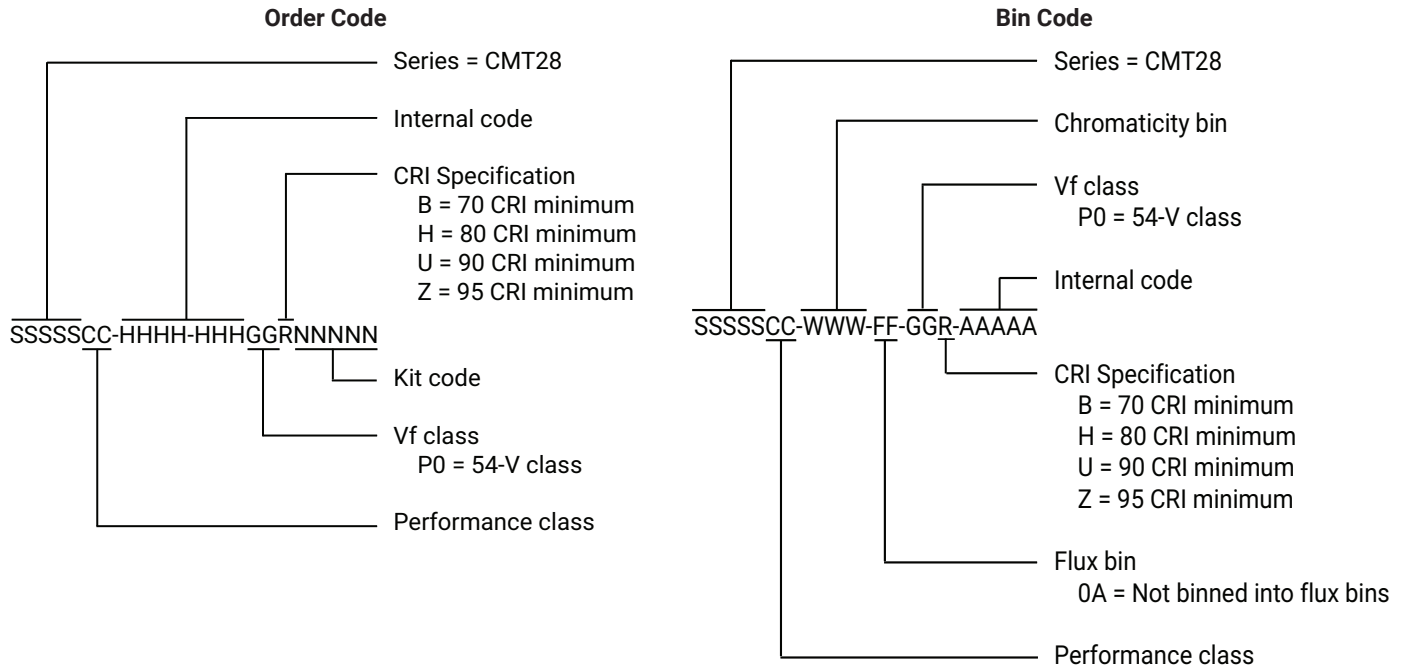 Order Code
Series = CMT28
Internal code
CRI Specification
B = 70 CRI minimum
H = 80 CRI minimum
U = 90 CRI minimum
Z = 95 CRI minimum
SSSSSCC-HHHH-HHHGGRNNNNN
Kit code
Vf class
P0 = 54-V class
Performance class
Bin Code
Series = CMT28
Chromaticity bin
Vf class
P0 = 54-V class
Internal code
SSSSSCC-WWW-FF-GGR-AAAAA
CRI Specification
B = 70 CRI minimum
H = 80 CRI minimum
U = 90 CRI minimum
Z = 95 CRI minimum
Flux bin
0A = Not binned into flux bins
Performance class